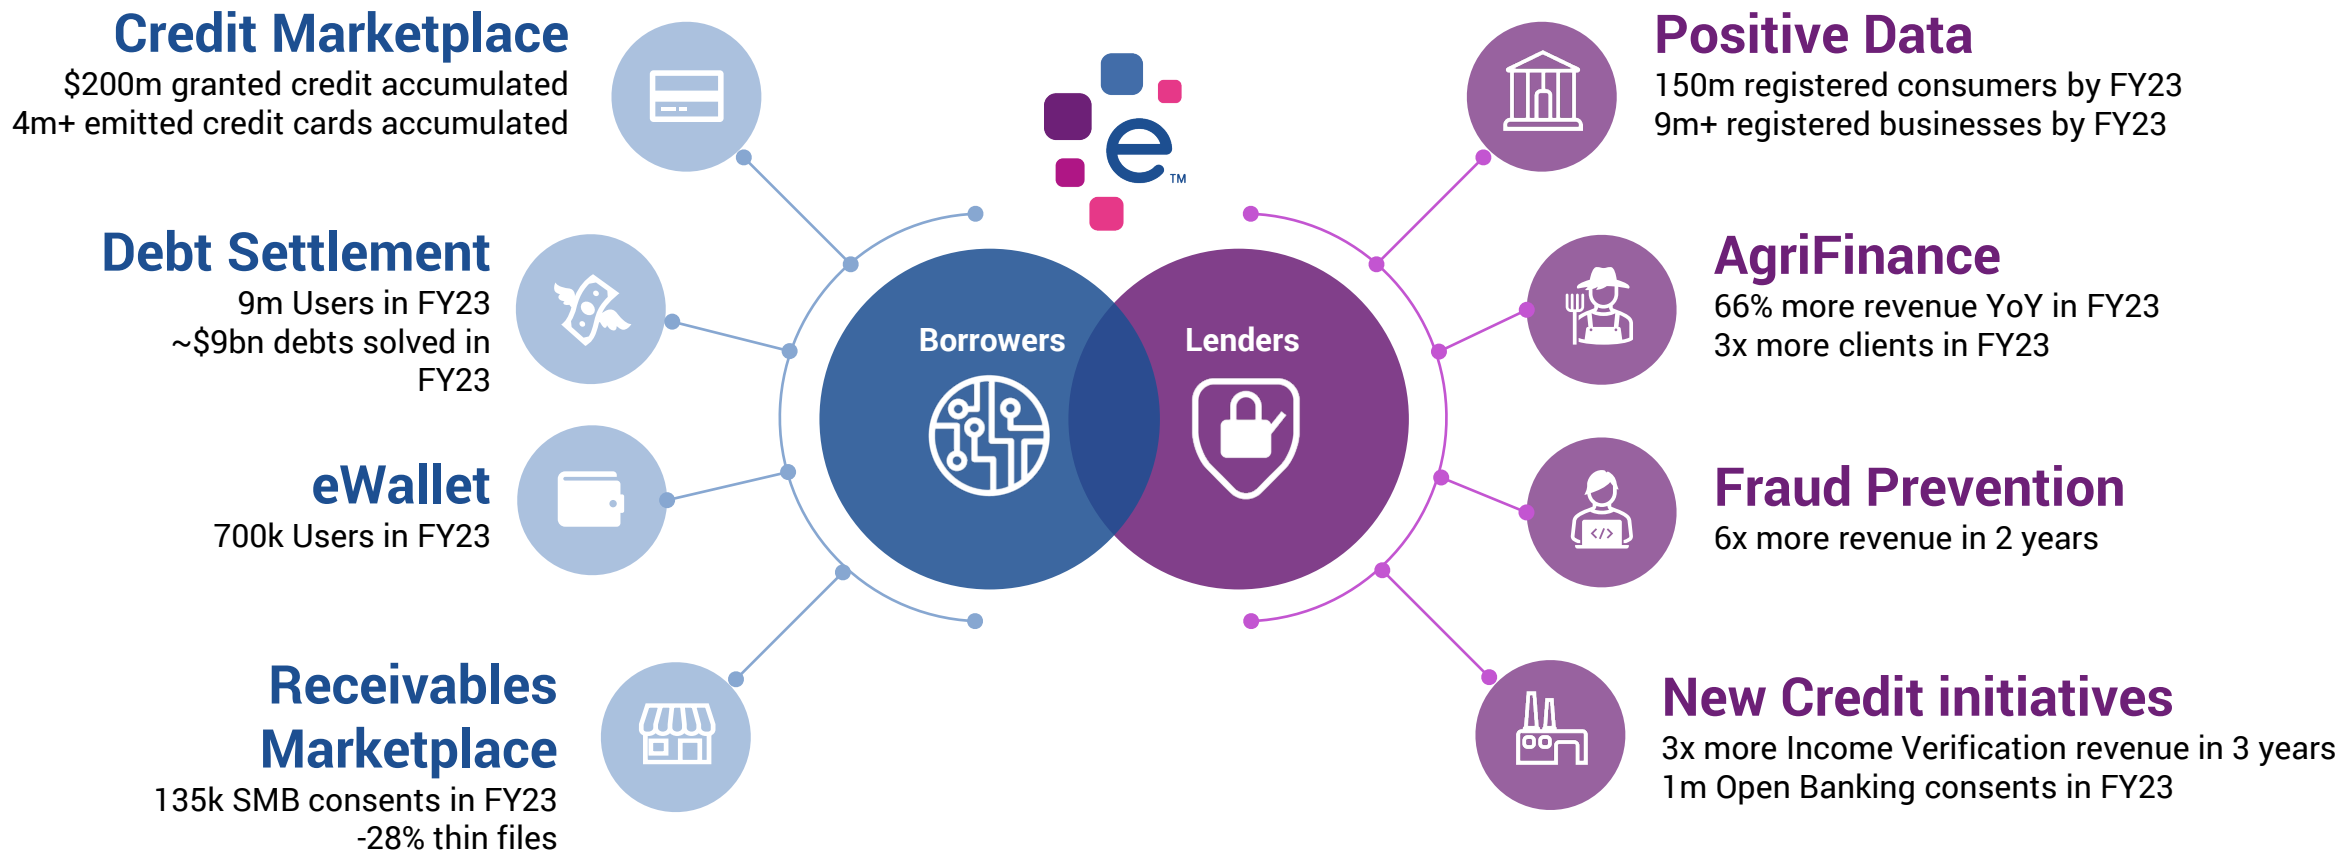 Credit Marketplace
$200m granted credit accumulated
4m+ emitted credit cards accumulated
Debt Settlement
9m Users in FY23
~$9bn debts solved in
FY23
eWallet
700k Users in FY23
Receivables
Marketplace
135k SMB consents in FY23
-28% thin files
e™
Borrowers
Lenders
Positive Data
150m registered consumers by FY23
9m+ registered businesses by FY23
AgriFinance
66% more revenue YoY in FY23
3x more clients in FY23
Fraud Prevention
6x more revenue in 2 years
</>
New Credit initiatives
3x more Income Verification revenue in 3 years
1m Open Banking consents in FY23